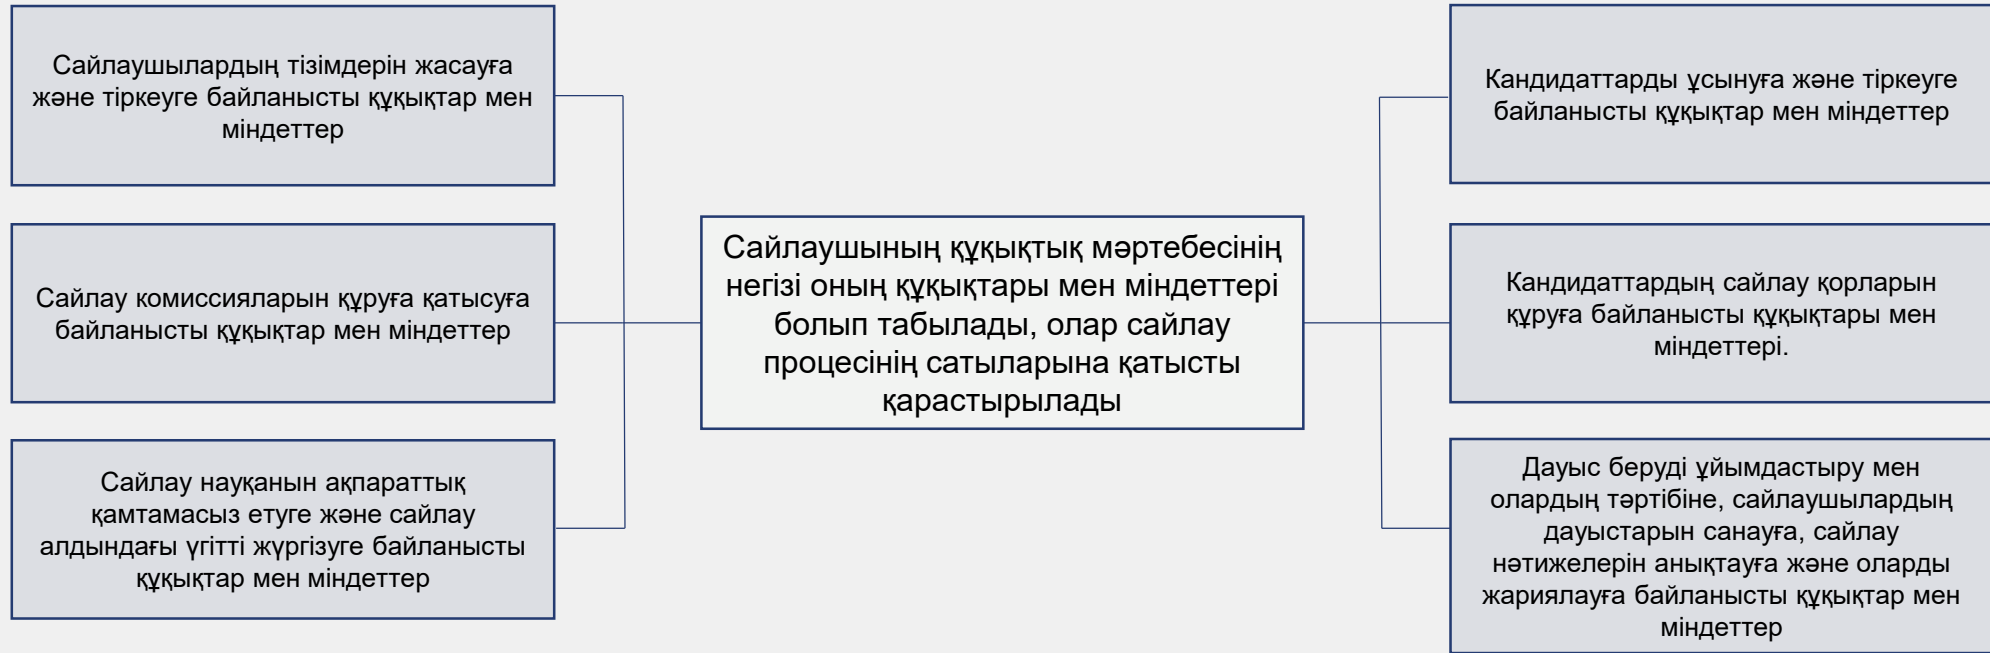 Сайлаушылардың тізімдерін жасауға
және тіркеуге байланысты құқықтар мен
міндеттер
Сайлау комиссияларын құруға қатысуға
байланысты құқықтар мен міндеттер
Сайлау науқанын ақпараттық
қамтамасыз етуге және сайлау
алдындағы үгітті жүргізуге байланысты
құқықтар мен міндеттер
Сайлаушының құқықтық мәртебесінің
негізі оның құқықтары мен міндеттері
болып табылады, олар сайлау
процесінің сатыларына қатысты
қарастырылады
Кандидаттарды ұсынуға және тіркеуге
байланысты құқықтар мен міндеттер
Кандидаттардың сайлау қорларын
құруға байланысты құқықтары мен
міндеттері.
Дауыс беруді ұйымдастыру мен
олардың тәртібіне, сайлаушылардың
дауыстарын санауға, сайлау
нәтижелерін анықтауға және оларды
жариялауға байланысты құқықтар мен
міндеттер